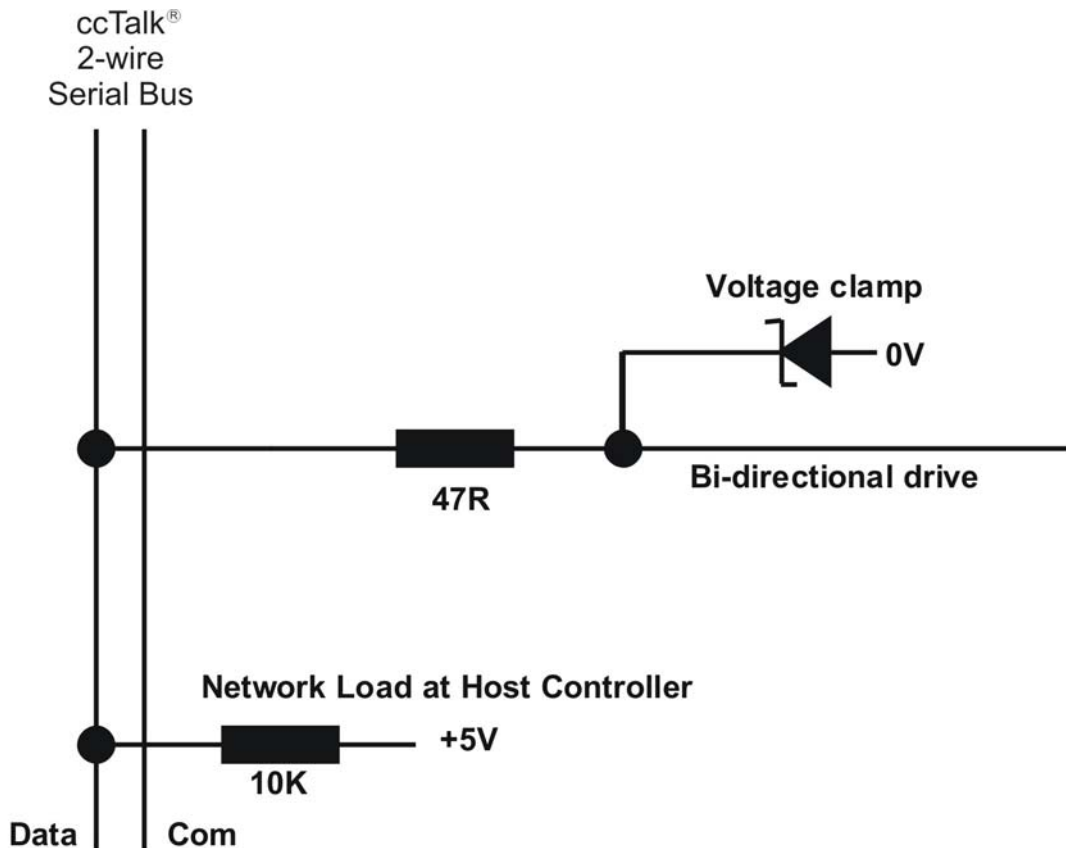 ccTalk®
2-wire
Serial Bus
Voltage clamp
0V
47R
Bi-directional drive
Network Load at Host Controller
+5V
10K
Data
Com